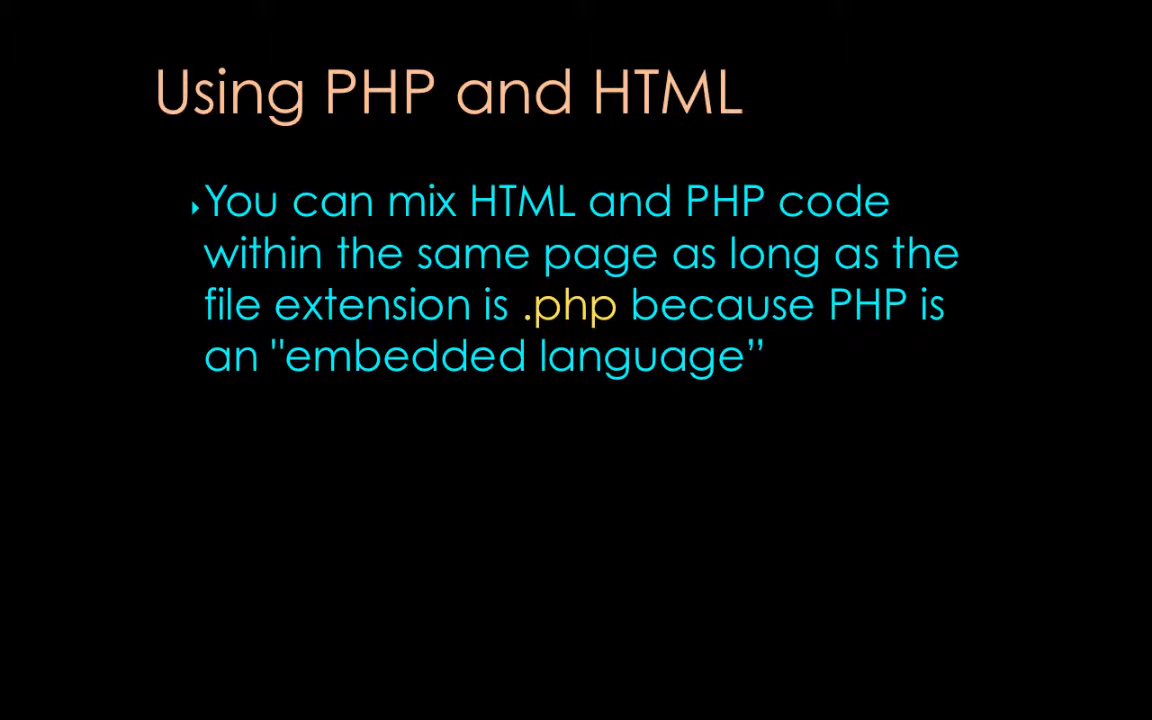 Using PHP and HTML
You can mix HTML and PHP code
within the same page as long as the
file extension is .php because PHP is
an "embedded language”